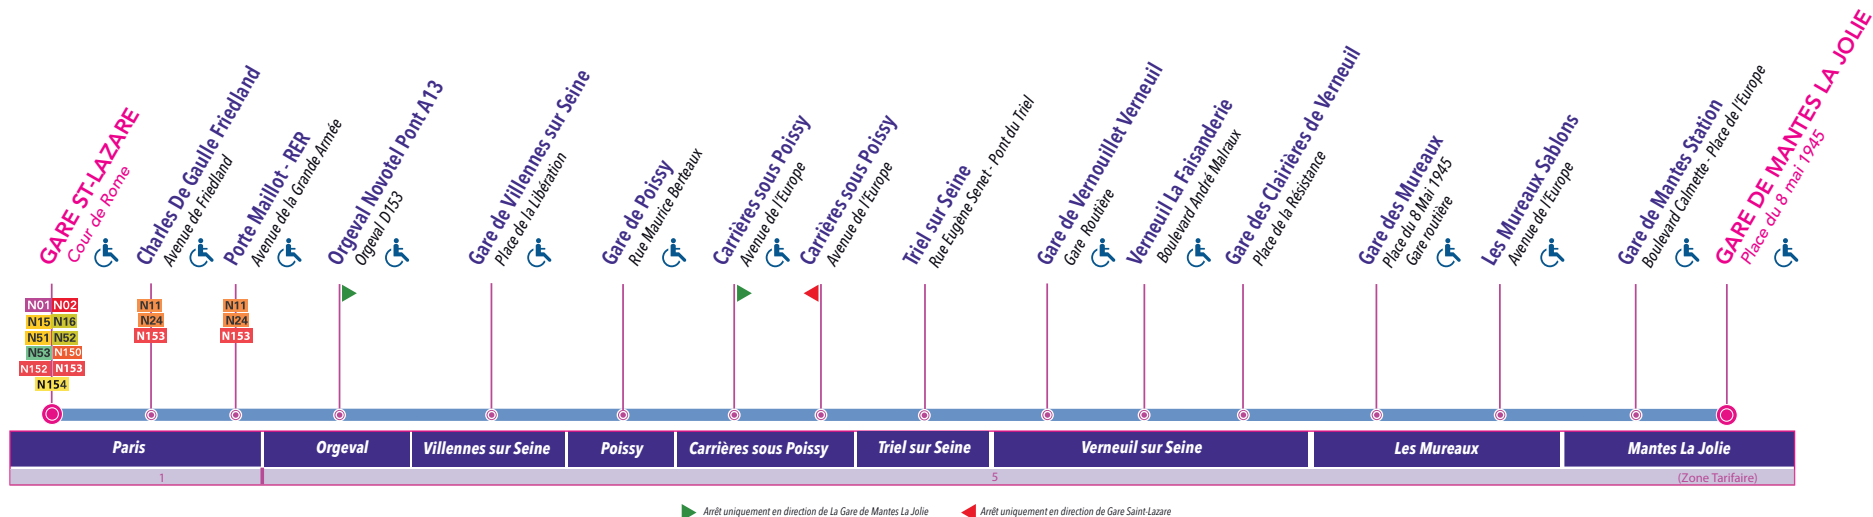 GARE ST-LAZARE
Cour de Rome
Charles De Gaulle Friedland
Avenue de Friedland
Porte Maillot - RER
Avenue de la Grande Armée
Orgeval Novotel Pont A13
Orgeval D153
Gare de Villennes sur Seine
Place de la Libération
Gare de Poissy
Rue Maurice Berteaux
Carrières sous Poissy
Avenue de l'Europe
Carrières sous Poissy
Avenue de l'Europe
Triel sur Seine
Rue Eugène Senet - Pont du Triel
Gare de Vernouillet Verneuil
Gare Routière
Verneuil La Faisanderie
Boulevard André Malraux
Gare des Clairières de Verneuil
Place de la Résistance
Gare des Mureaux
Place du 8 Mai 1945
Gare routière
Les Mureaux Sablons
Avenue de l'Europe
Gare de Mantes Station
Boulevard Calmette - Place de l'Europe
GARE DE MANTES LA JOLIE
Place du 8 mai 1945
N01 N02
N15 N16
N51 N52
N53 N150
N152 N153
N154
N11
N24
N153
N11
N24
N153
Paris
Orgeval
Villennes sur Seine
Poissy
Carrières sous Poissy
Triel sur Seine
Verneuil sur Seine
Les Mureaux
Mantes La Jolie
1
5
(Zone Tarifaire)
Arrêt uniquement en direction de La Gare de Mantes La Jolie
Arrêt uniquement en direction de Gare Saint-Lazare